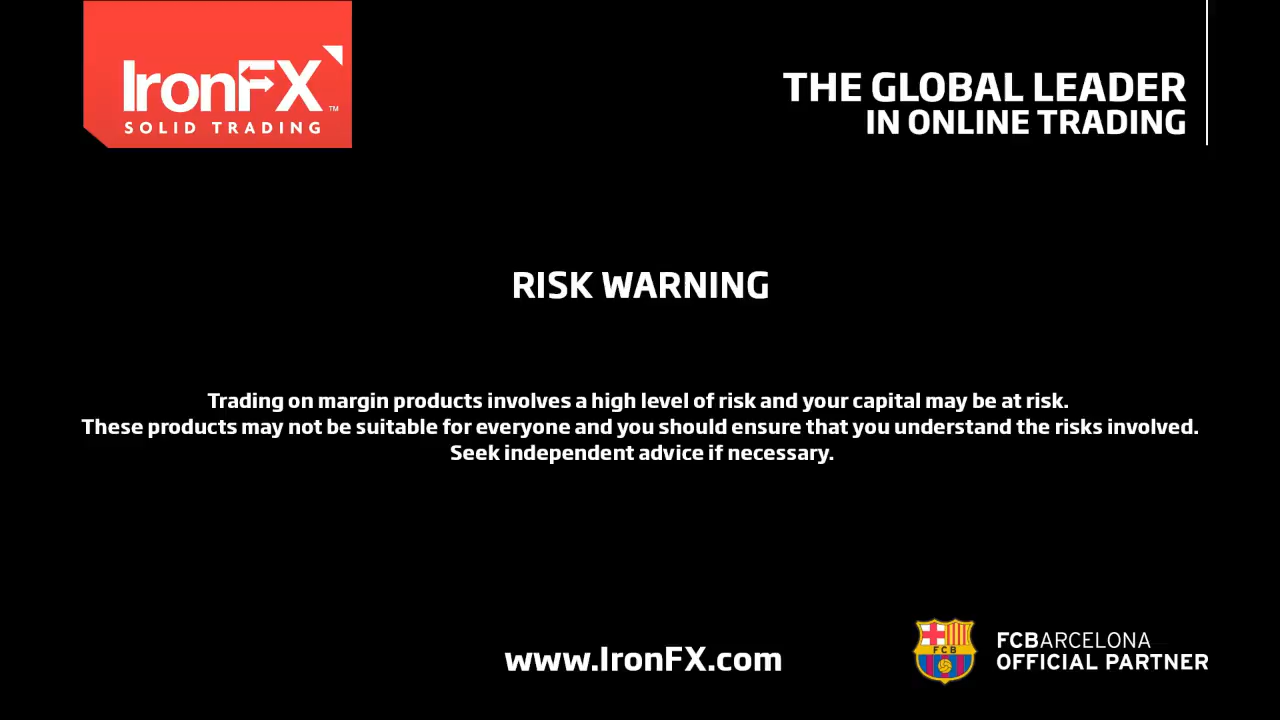 IronFX™
SOLID TRADING
THE GLOBAL LEADER
IN ONLINE TRADING
RISK WARNING
Trading on margin products involves a high level of risk and your capital may be at risk.
These products may not be suitable for everyone and you should ensure that you understand the risks involved.
Seek independent advice if necessary.
www.IronFX.com
FCB
FCBARCELONA
OFFICIAL PARTNER